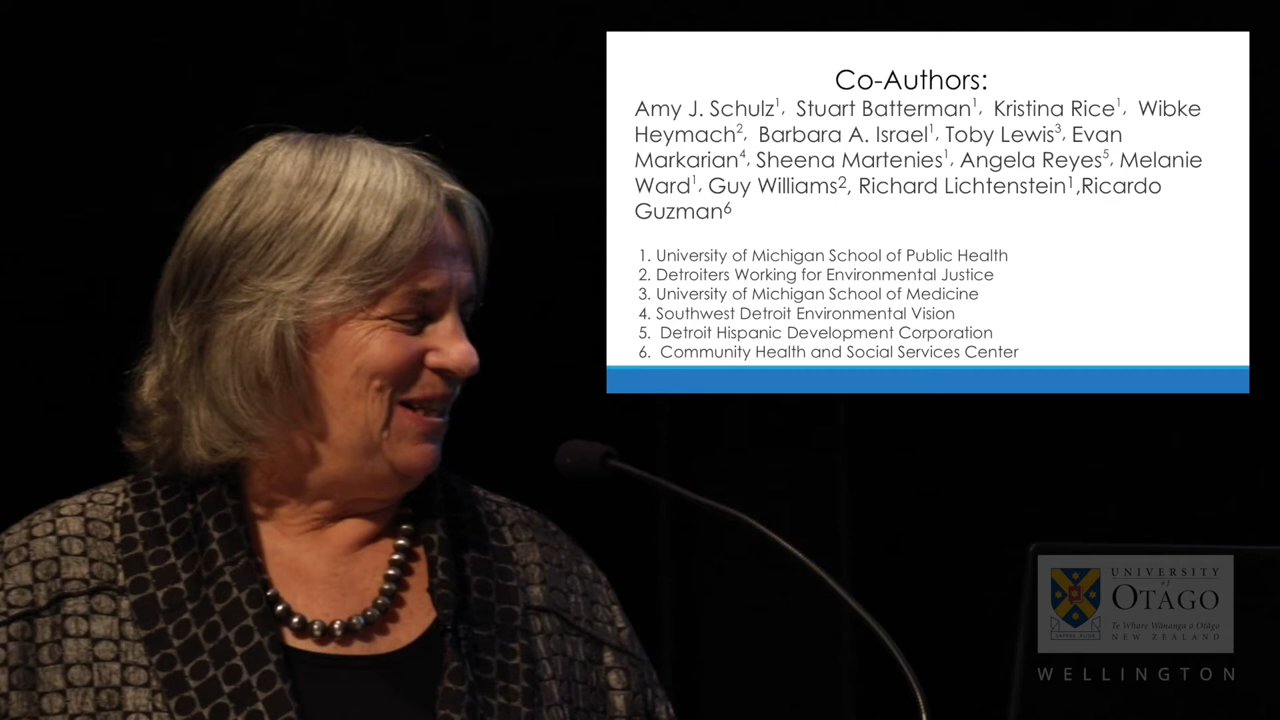 Co-Authors:
Amy J. Schulz¹, Stuart Batterman¹, Kristina Rice¹, Wibke
Heymach², Barbara A. Israel¹, Toby Lewis³, Evan
Markarian⁴, Sheena Martenies¹, Angela Reyes⁵, Melanie
Ward¹, Guy Williams², Richard Lichtenstein¹,Ricardo
Guzman⁶
1. University of Michigan School of Public Health
2. Detroiters Working for Environmental Justice
3. University of Michigan School of Medicine
4. Southwest Detroit Environmental Vision
5. Detroit Hispanic Development Corporation
6. Community Health and Social Services Center
UNIVERSITY
of
OTAGO
Te Whare Wānanga o Otāgo
NEW ZEALAND
SAPERE AUDE
WELLINGTON